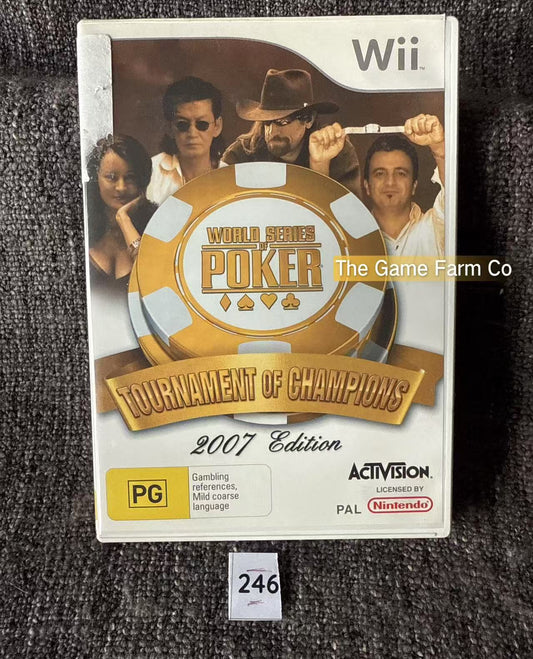 Wii™
WORLD SERIES
OF
POKER
The Game Farm Co
TOURNAMENT OF CHAMPIONS
2007 Edition
PG
Gambling
references,
Mild coarse
language
ACTIVISION.
LICENSED BY
PAL Nintendo
246